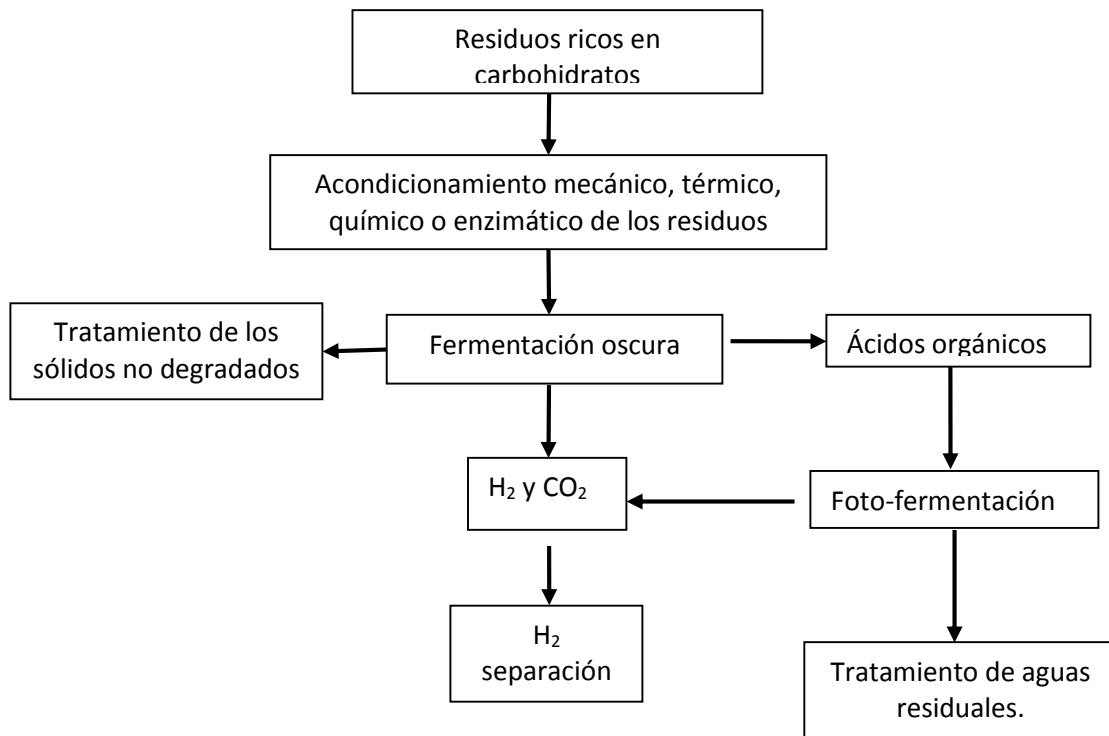 Residuos ricos en
carbohidratos
Acondicionamiento mecánico, térmico,
químico o enzimático de los residuos
Tratamiento de los
sólidos no degradados
Fermentación oscura
Ácidos orgánicos
H₂ y CO₂
Foto-fermentación
H₂
separación
Tratamiento de aguas
residuales.